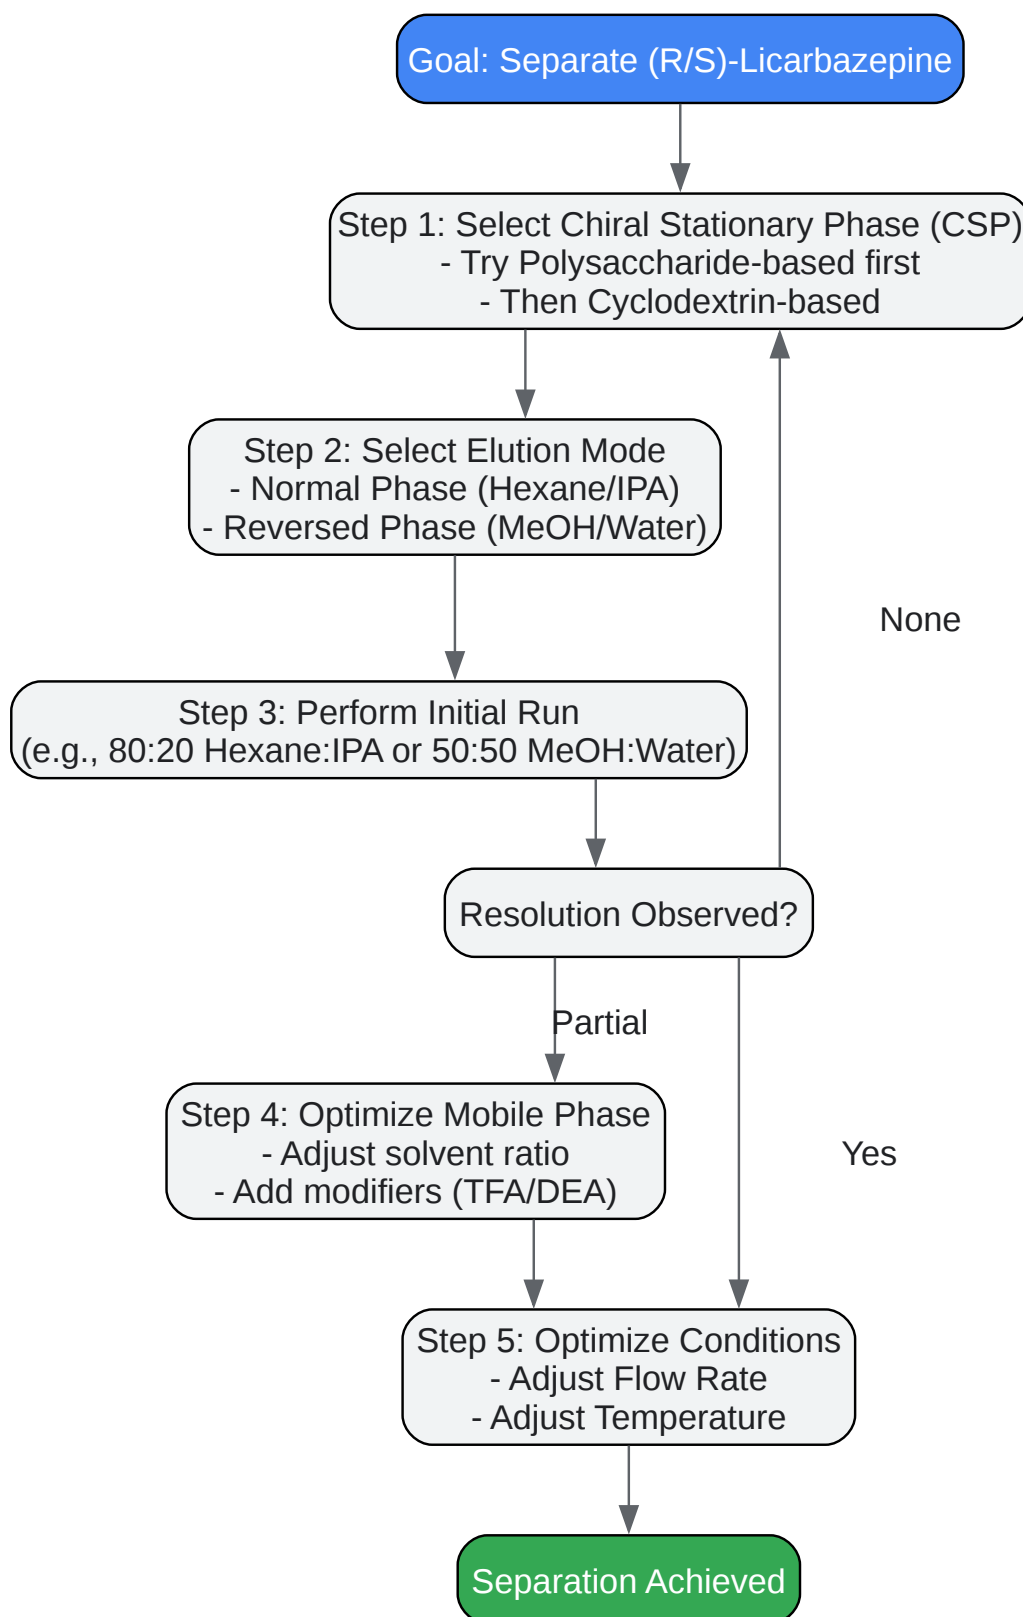 Goal: Separate (R/S)-Licarbazepine
Step 1: Select Chiral Stationary Phase (CSP)
- Try Polysaccharide-based first
- Then Cyclodextrin-based
Step 2: Select Elution Mode
- Normal Phase (Hexane/IPA)
- Reversed Phase (MeOH/Water)
None
Step 3: Perform Initial Run
(e.g., 80:20 Hexane:IPA or 50:50 MeOH:Water)
Resolution Observed?
Partial
Step 4: Optimize Mobile Phase
- Adjust solvent ratio
- Add modifiers (TFA/DEA)
Yes
Step 5: Optimize Conditions
- Adjust Flow Rate
- Adjust Temperature
Separation Achieved